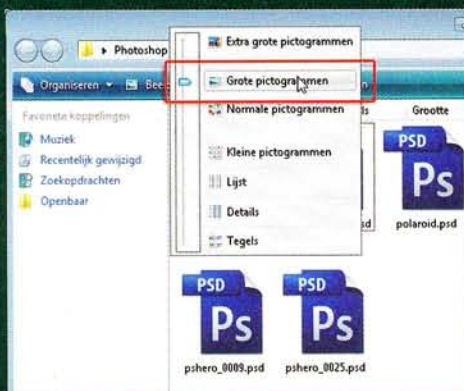 Photoshop
Extra grote pictogrammen
Organiseren
Grote pictogrammen
Favoriete koppelingen
Normale pictogrammen
Grootte
Muziek
Recentelijk gewijzigd
Kleine pictogrammen
Zoekopdrachten
Lijst
Openbaar
Details
Tegels
PSD
Ps
polaroid.psd
PSD PSD
Ps Ps
pshero_0009.psd pshero_0025.psd